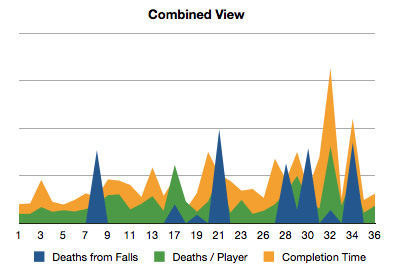 Combined View
1 3 5 7 9 11 13 15 17 19 21 23 26 28 30 32 34 36
Deaths from Falls Deaths / Player Completion Time